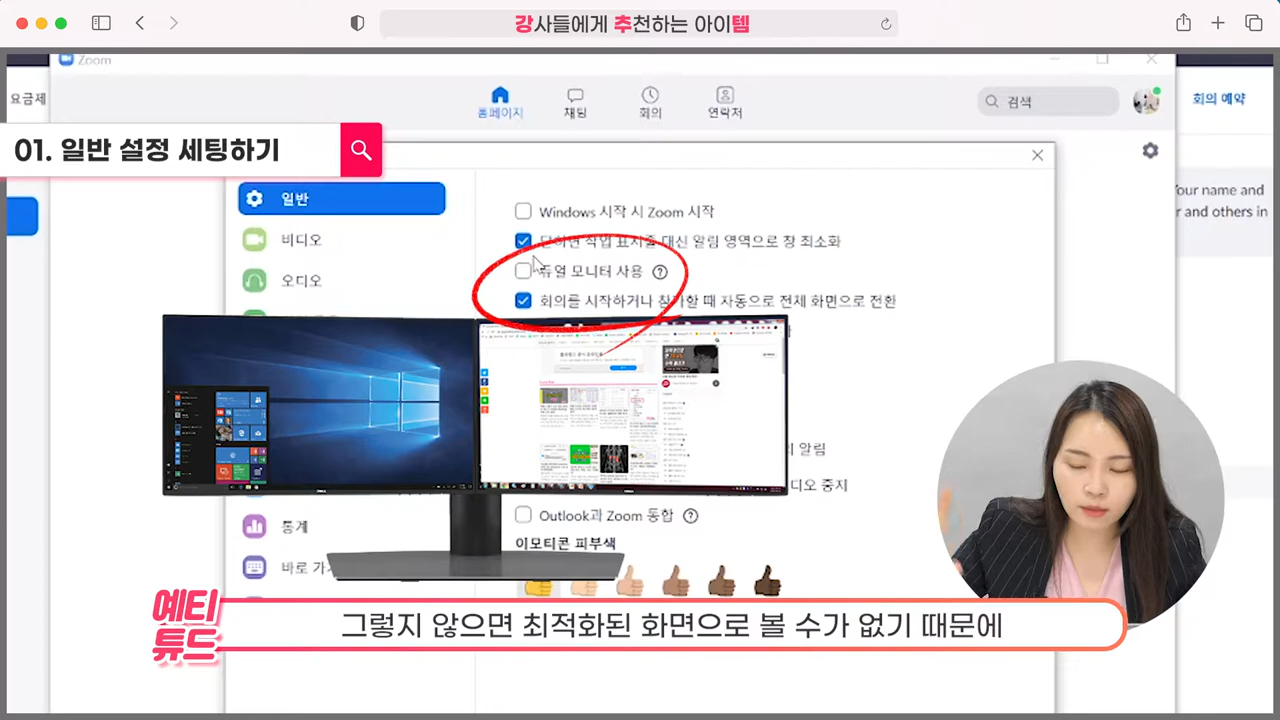 강사들에게 추천하는 아이템
Zoom
요금제
홈페이지
채팅
회의
연락처
검색
회의 예약
01. 일반 설정 세팅하기
일반
Windows 시작 시 Zoom 시작
닫히면 작업 표시줄 대신 알림 영역으로 창 최소화
비디오
듀얼 모니터 사용
오디오
회의를 시작하거나 참가할 때 자동으로 전체 화면으로 전환
Your name and
r and others in
알림
디오 중지
통계
Outlook과 Zoom 통합
이모티콘 피부색
바로 가
예티튜드
그렇지 않으면 최적화된 화면으로 볼 수가 없기 때문에